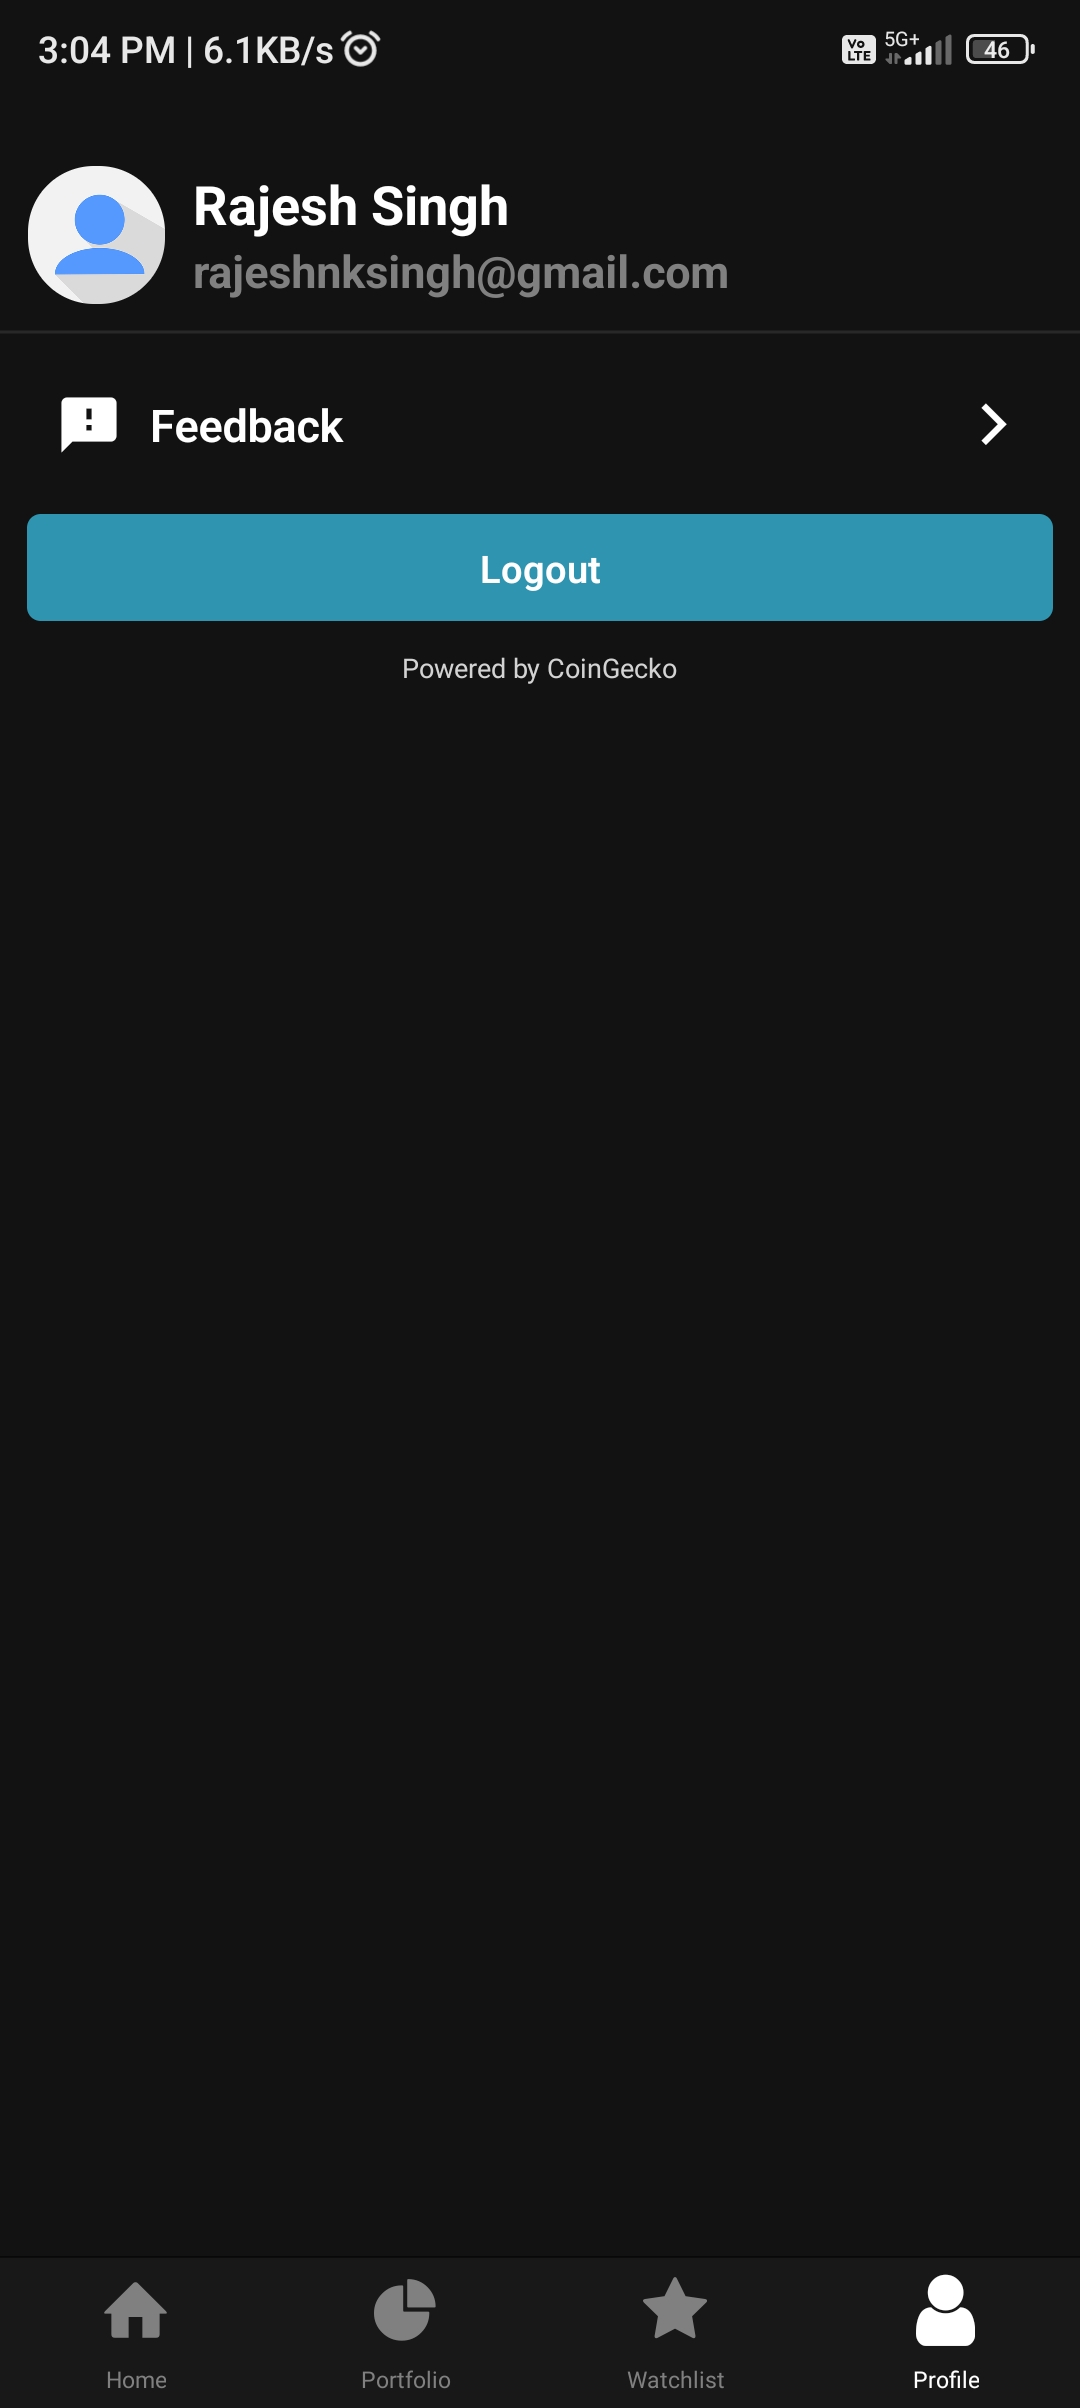 3:04 PM | 6.1KB/s
Vo LTE 5G+ 46
Rajesh Singh
rajeshnksingh@gmail.com
Feedback
Logout
Powered by CoinGecko
Home Portfolio Watchlist Profile